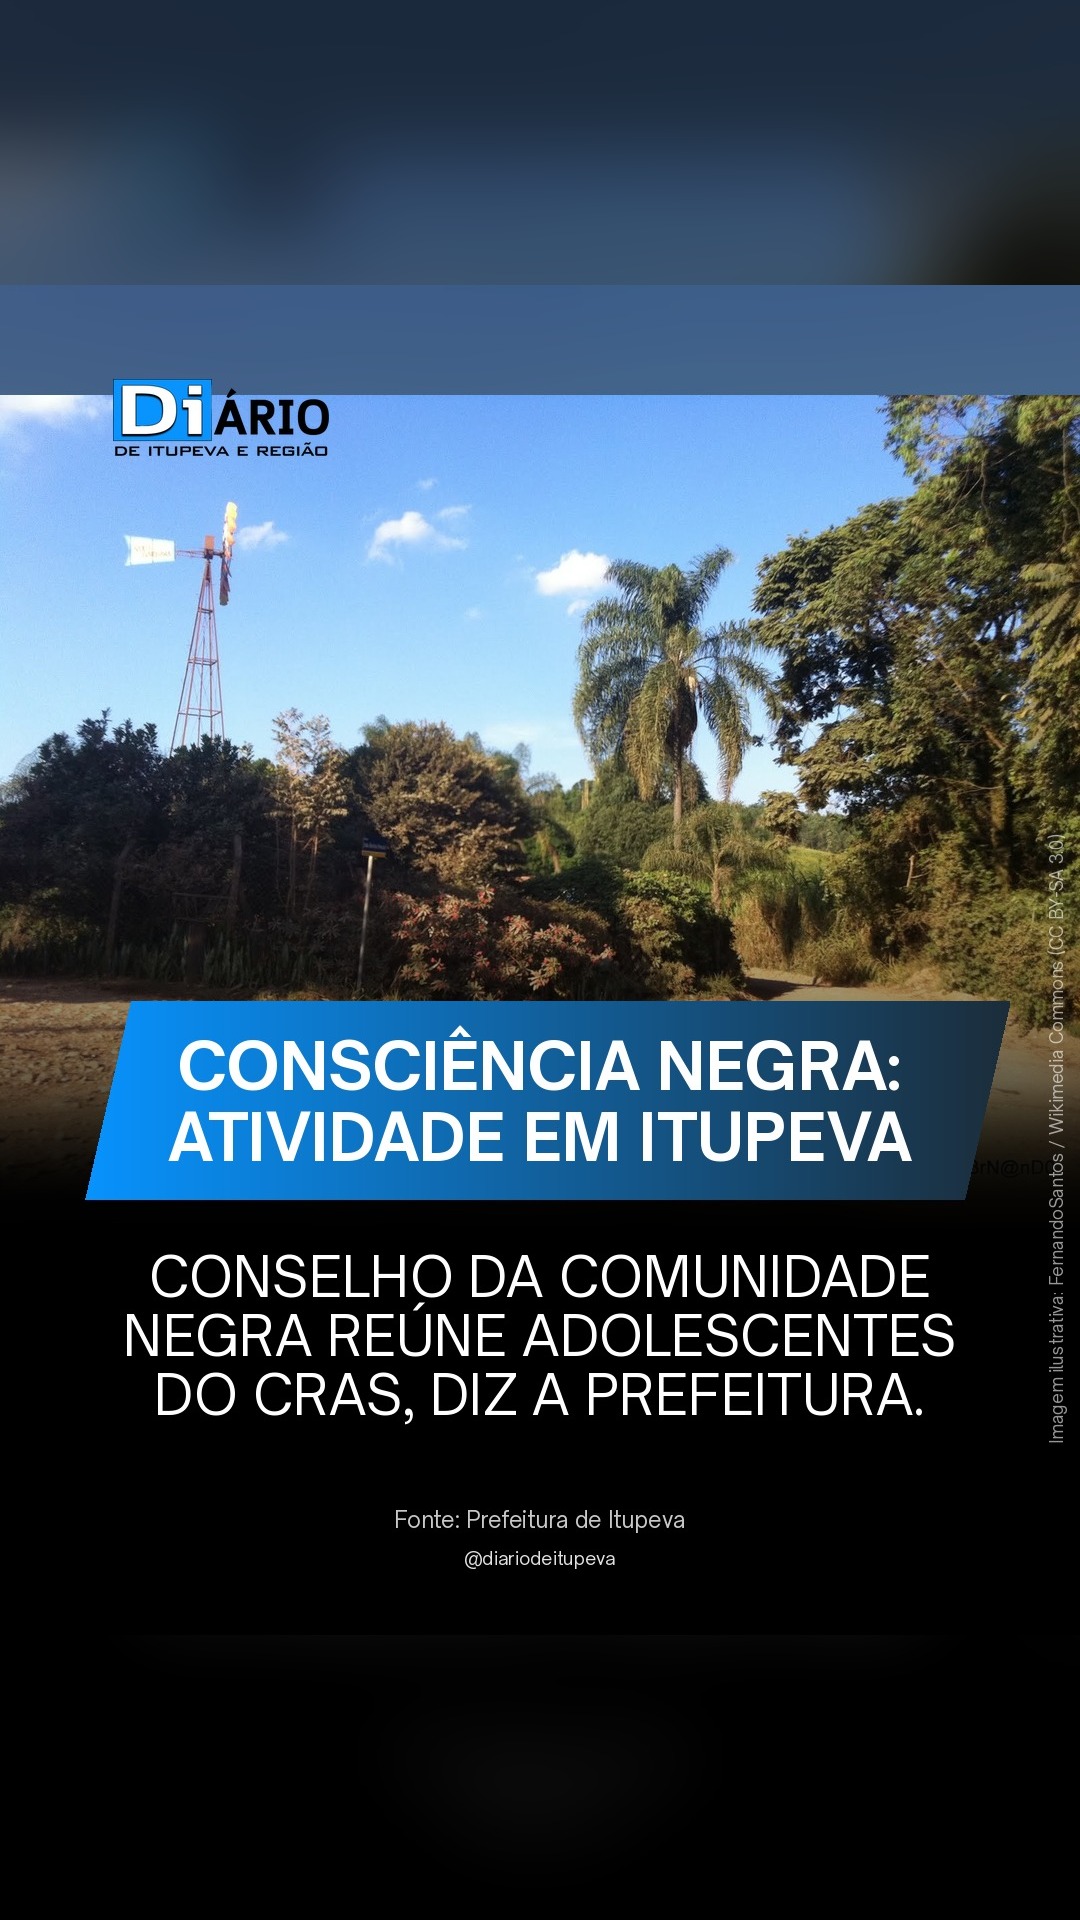 DiÁRIO
DE ITUPEVA E REGIÃO
CONSCIÊNCIA NEGRA:
ATIVIDADE EM ITUPEVA
CONSELHO DA COMUNIDADE
NEGRA REÚNE ADOLESCENTES
DO CRAS, DIZ A PREFEITURA.
Fonte: Prefeitura de Itupeva
@diariodeitupeva
Imagem ilustrativa: FernandoSantos / Wikimedia Commons (CC BY-SA 3.0)